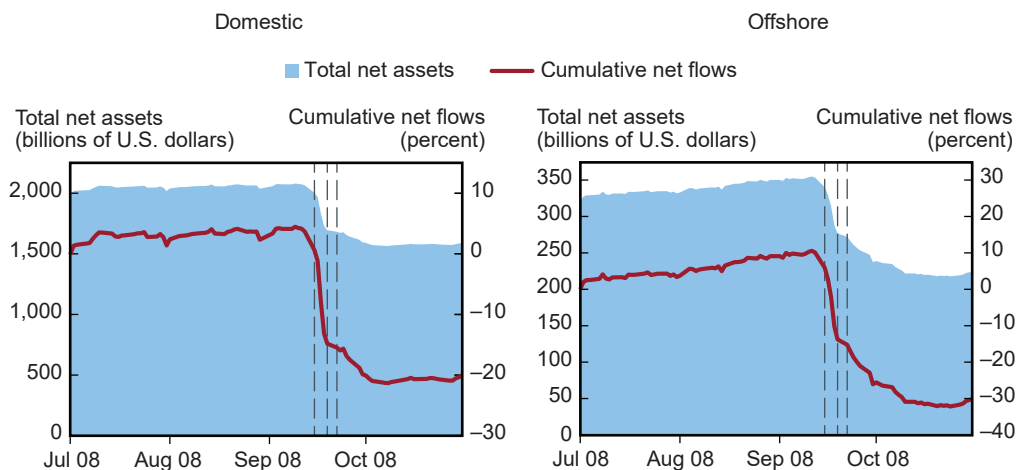 Domestic
Offshore
Total net assets
Cumulative net flows
Total net assets
(billions of U.S. dollars)
Cumulative net flows
(percent)
2,000
1,500
1,000
500
0
10
0
–10
–20
–30
Jul 08
Aug 08
Sep 08
Oct 08
Total net assets
(billions of U.S. dollars)
Cumulative net flows
(percent)
350
300
250
200
150
100
50
0
30
20
10
0
–10
–20
–30
–40
Jul 08
Aug 08
Sep 08
Oct 08